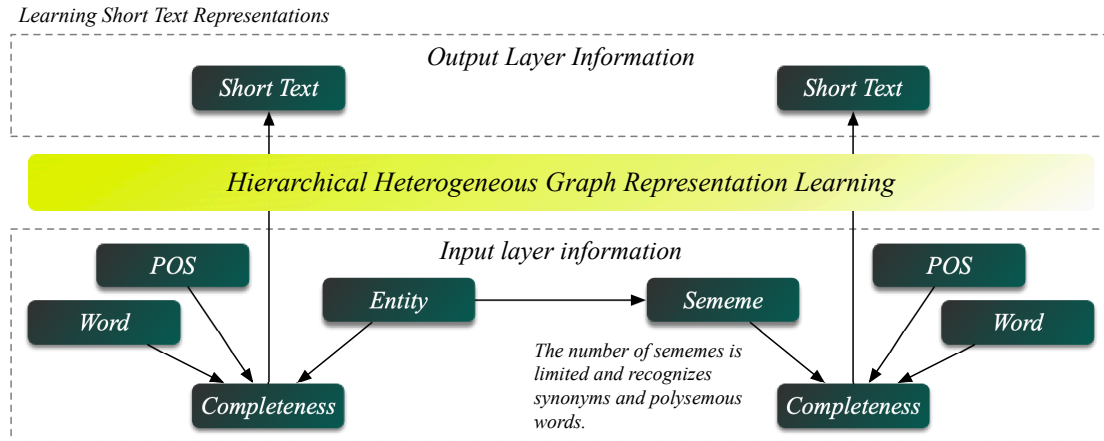 Learning Short Text Representations
Output Layer Information
Short Text
Short Text
Hierarchical Heterogeneous Graph Representation Learning
Input layer information
POS
POS
Entity
Sememe
Word
Word
The number of sememes is
limited and recognizes
synonyms and polysemous
words.
Completeness
Completeness